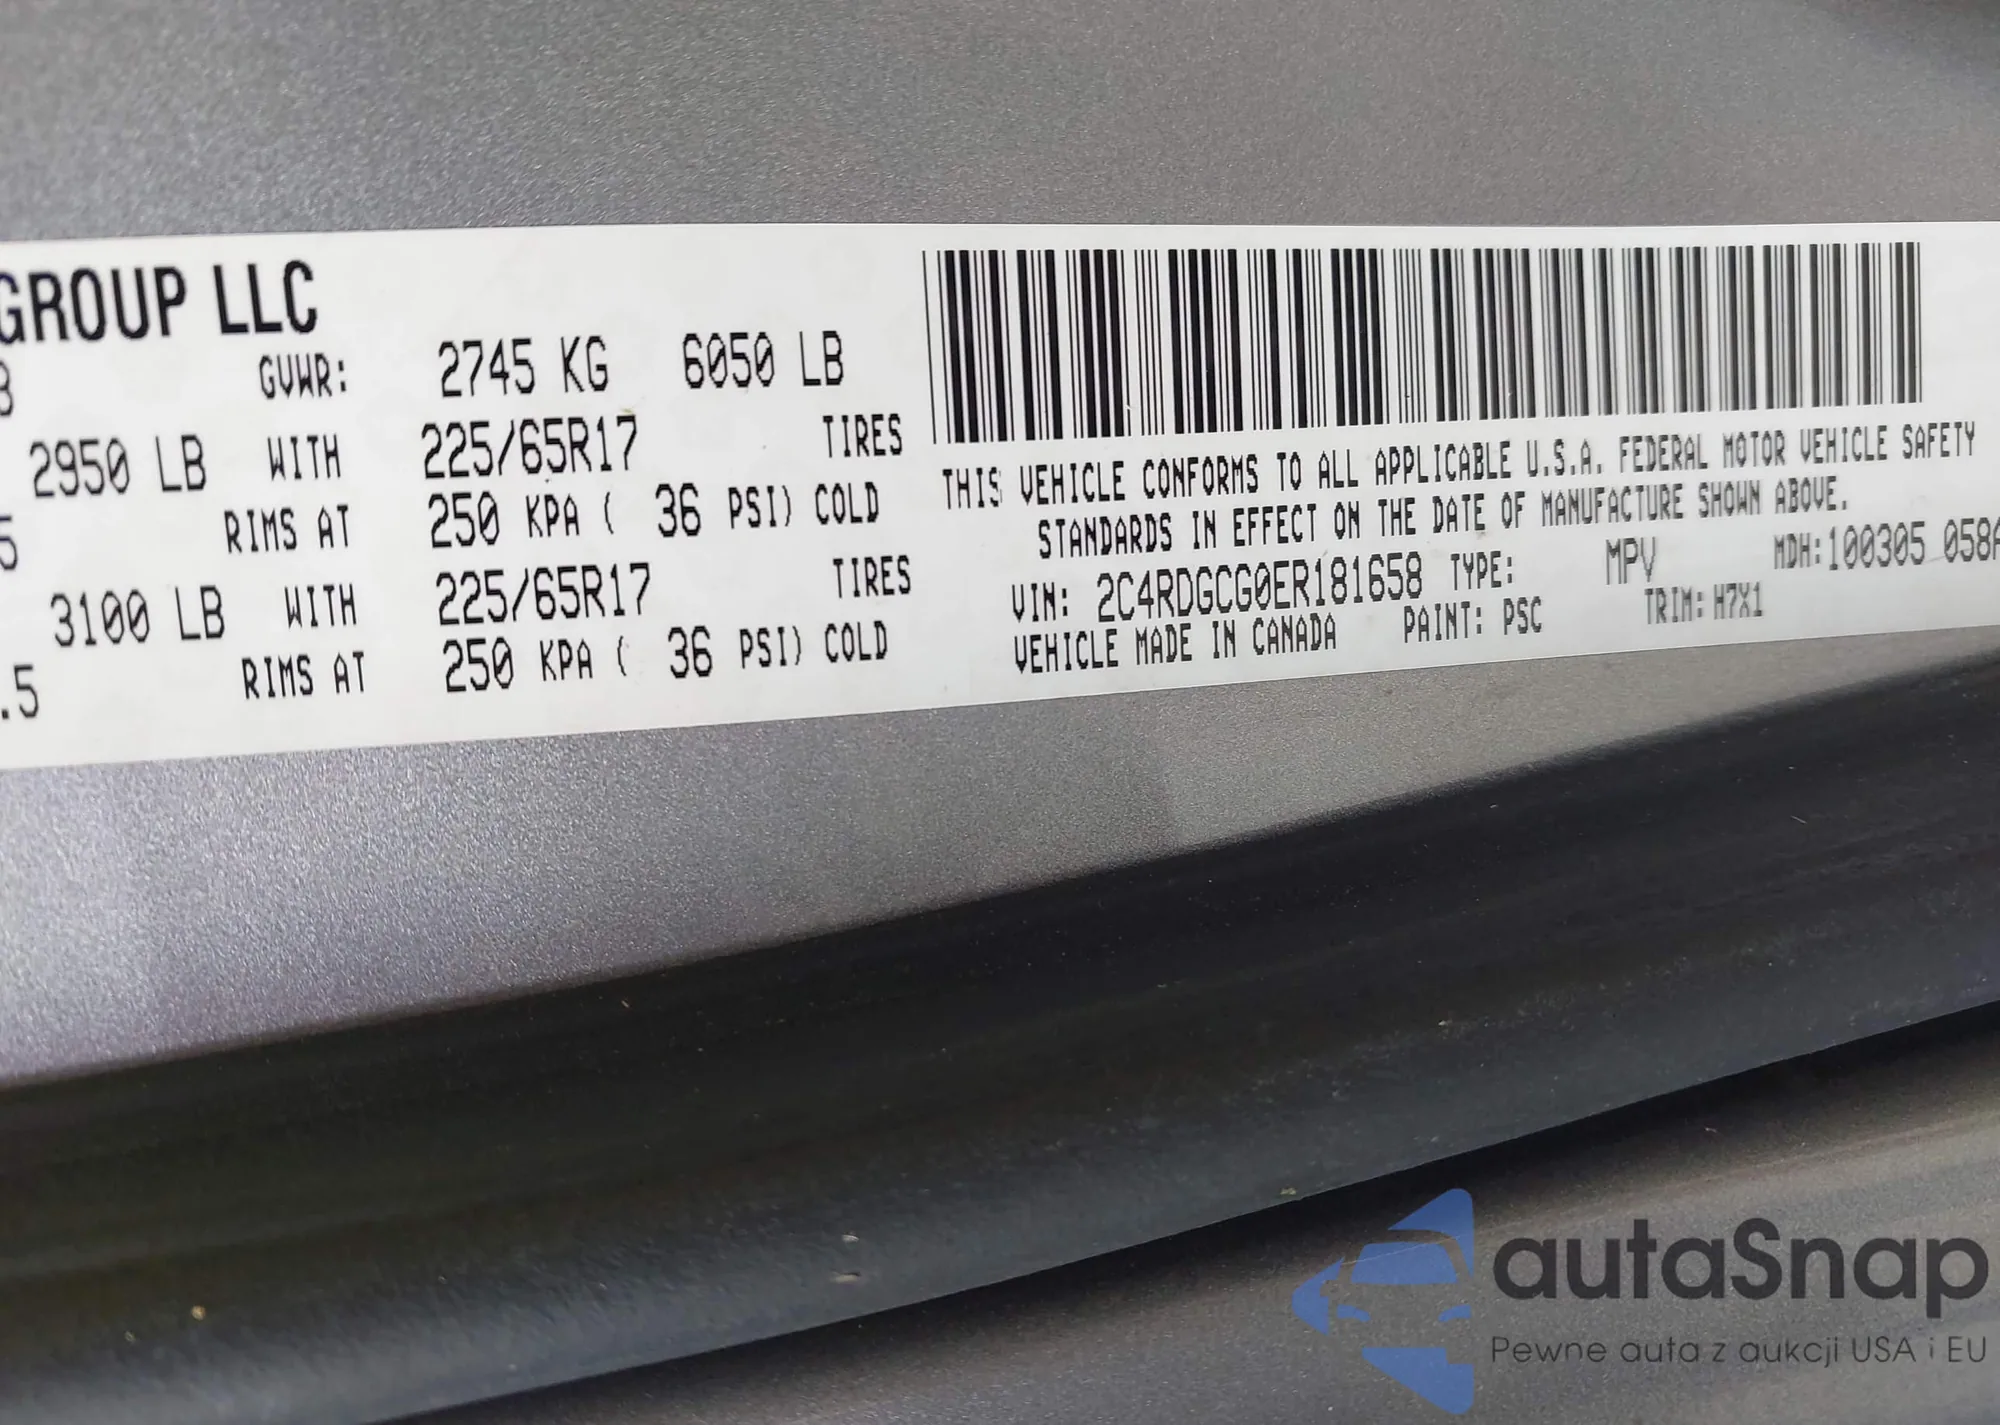 GROUP LLC
GVWR: 2745 KG 6050 LB
2950 LB WITH 225/65R17 TIRES
RIMS AT 250 KPA ( 36 PSI) COLD
3100 LB WITH 225/65R17 TIRES
.5 RIMS AT 250 KPA ( 36 PSI) COLD
THIS VEHICLE CONFORMS TO ALL APPLICABLE U.S.A. FEDERAL MOTOR VEHICLE SAFETY
STANDARDS IN EFFECT ON THE DATE OF MANUFACTURE SHOWN ABOVE.
VIN: 2C4RDGCG0ER181658 TYPE: MPV MDH:100305 058A
VEHICLE MADE IN CANADA PAINT: PSC TRIM: H7X1
autaSnap
Pewne auta z aukcji USA i EU